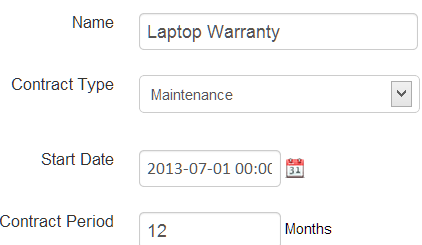 Name
Laptop Warranty
Contract Type
Maintenance
Start Date
2013-07-01 00:00
31
Contract Period
12
Months